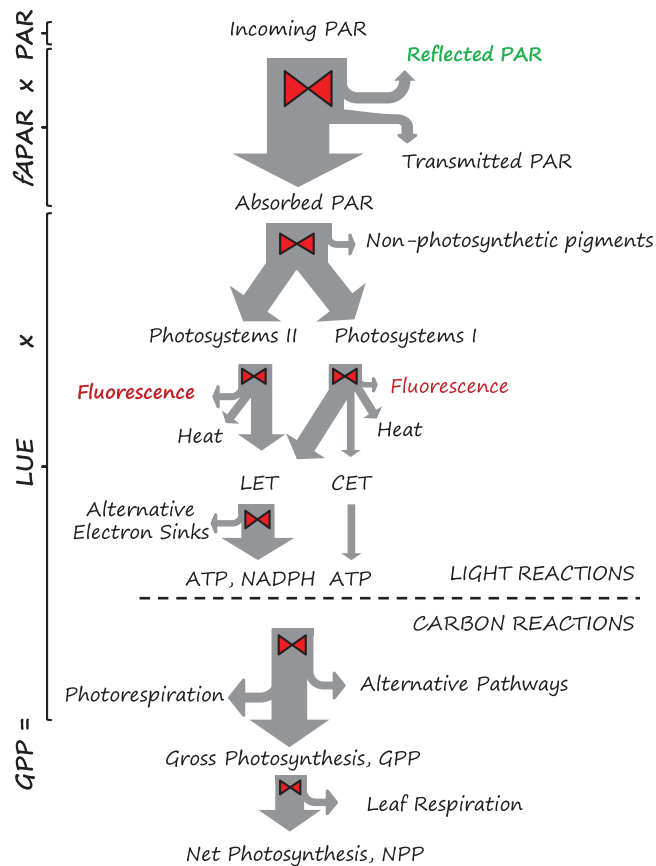 Incoming PAR
Reflected PAR
Transmitted PAR
Absorbed PAR
Non-photosynthetic pigments
Photosystems II
Photosystems I
Fluorescence
Fluorescence
Heat
Heat
LET
CET
Alternative
Electron Sinks
ATP, NADPH
ATP
LIGHT REACTIONS
CARBON REACTIONS
Photorespiration
Alternative Pathways
Gross Photosynthesis, GPP
Leaf Respiration
Net Photosynthesis, NPP
GPP = LUE x fAPAR x PAR